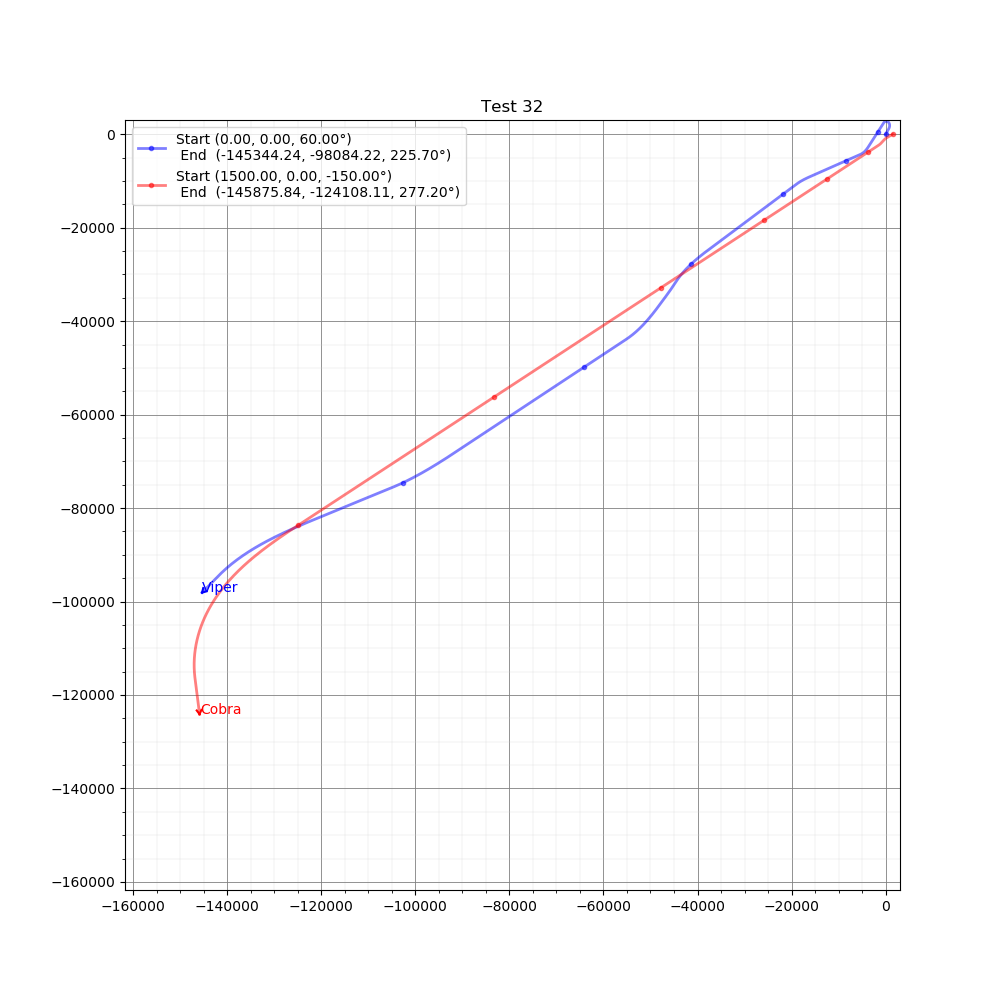 Test 32
Start (0.00, 0.00, 60.00°)
End (-145344.24, -98084.22, 225.70°)
Start (1500.00, 0.00, -150.00°)
End (-145875.84, -124108.11, 277.20°)
0
−20000
−40000
−60000
−80000
−100000
−120000
−140000
−160000
Viper
Cobra
−160000 −140000 −120000 −100000 −80000 −60000 −40000 −20000 0